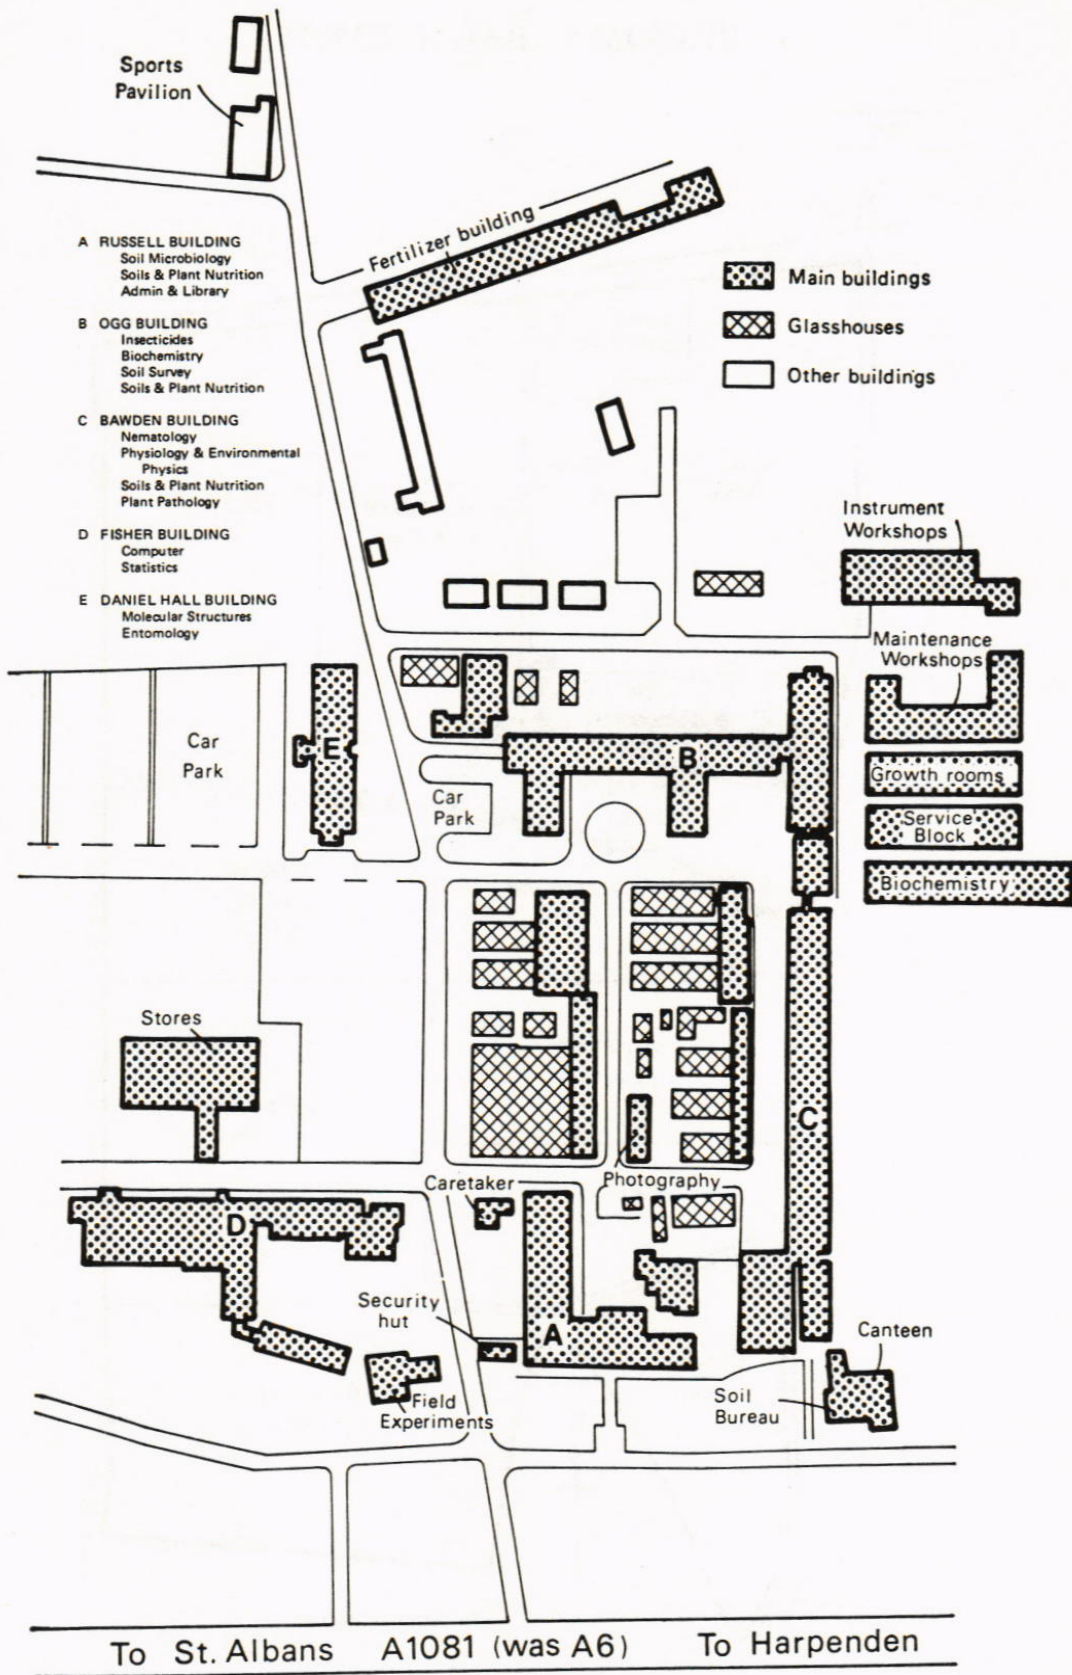 Sports
Pavilion
Fertilizer building
A RUSSELL BUILDING
Soil Microbiology
Soils & Plant Nutrition
Admin & Library
B OGG BUILDING
Insecticides
Biochemistry
Soil Survey
Soils & Plant Nutrition
C BAWDEN BUILDING
Nematology
Physiology & Environmental
Physics
Soils & Plant Nutrition
Plant Pathology
D FISHER BUILDING
Computer
Statistics
E DANIEL HALL BUILDING
Molecular Structures
Entomology
Main buildings
Glasshouses
Other buildings
Instrument
Workshops
Maintenance
Workshops
Car
Park
E
Car
Park
B
Growth rooms
Service
Block
Biochemistry
Stores
C
Caretaker
Photography
D
Security
hut
A
Canteen
Field
Experiments
Soil
Bureau
To St. Albans A1081 (was A6) To Harpenden